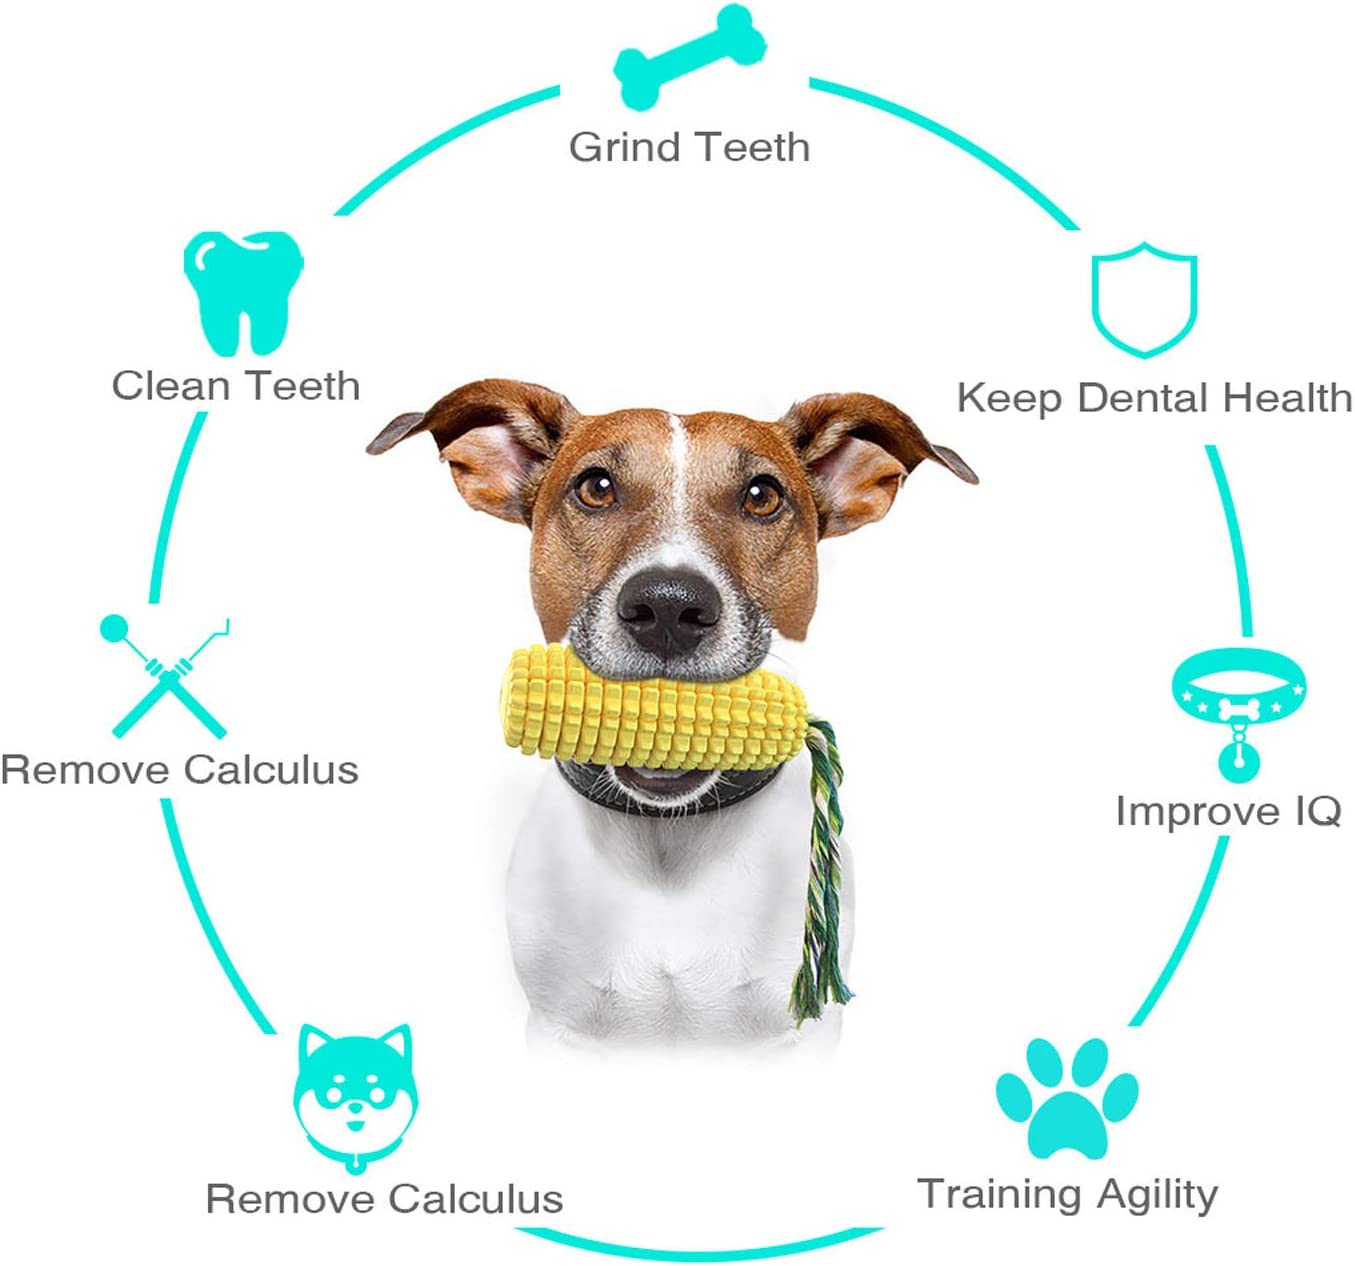 Grind Teeth
Clean Teeth
Keep Dental Health
Remove Calculus
Improve IQ
Remove Calculus
Training Agility